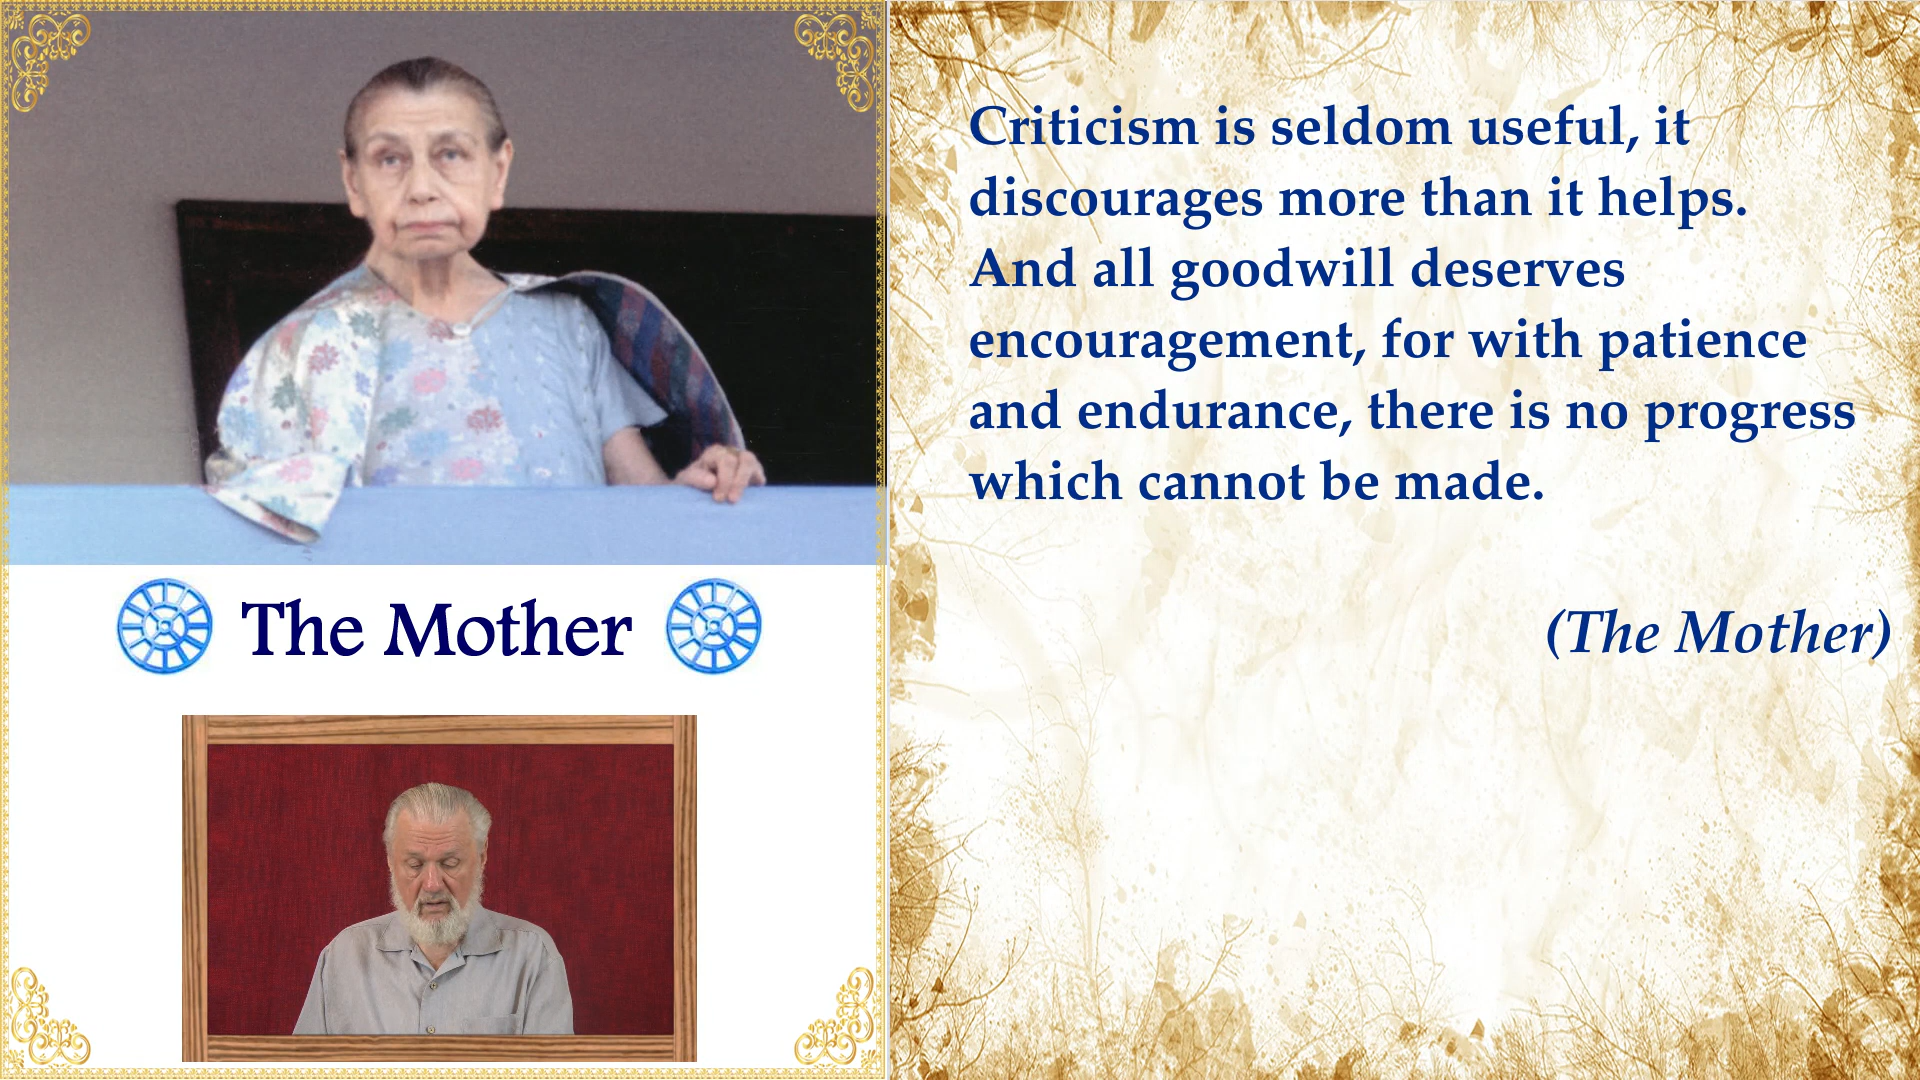 The Mother
Criticism is seldom useful, it
discourages more than it helps.
And all goodwill deserves
encouragement, for with patience
and endurance, there is no progress
which cannot be made.
(The Mother)